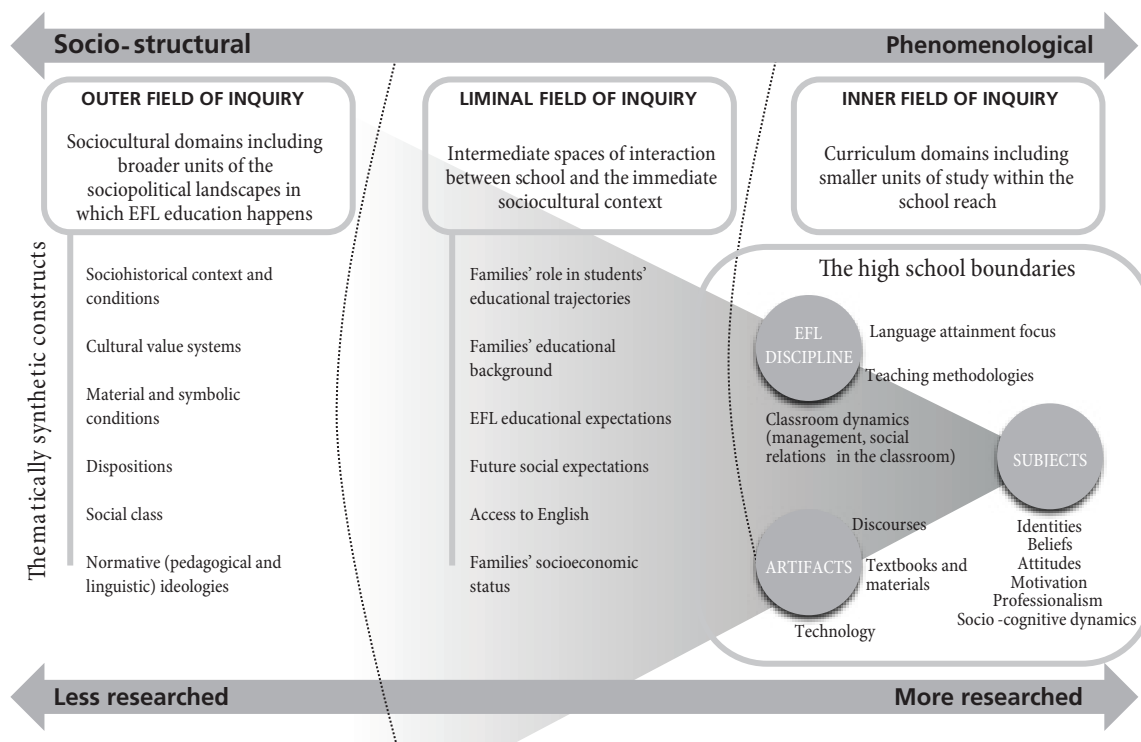 Socio-structural
Phenomenological
OUTER FIELD OF INQUIRY
Sociocultural domains including
broader units of the
sociopolitical landscapes in
which EFL education happens
LIMINAL FIELD OF INQUIRY
Intermediate spaces of interaction
between school and the immediate
sociocultural context
INNER FIELD OF INQUIRY
Curriculum domains including
smaller units of study within the
school reach
Thematically synthetic constructs
Sociohistorical context and
conditions
Cultural value systems
Material and symbolic
conditions
Dispositions
Social class
Normative (pedagogical and
linguistic) ideologies
Families’ role in students’
educational trajectories
Families’ educational
background
EFL educational expectations
Future social expectations
Access to English
Families’ socioeconomic
status
The high school boundaries
EFL
DISCIPLINE
Language attainment focus
Teaching methodologies
Classroom dynamics
(management, social
relations in the classroom)
SUBJECTS
Identities
Beliefs
Attitudes
Motivation
Professionalism
Socio-cognitive dynamics
Discourses
ARTIFACTS
Textbooks and
materials
Technology
Less researched
More researched